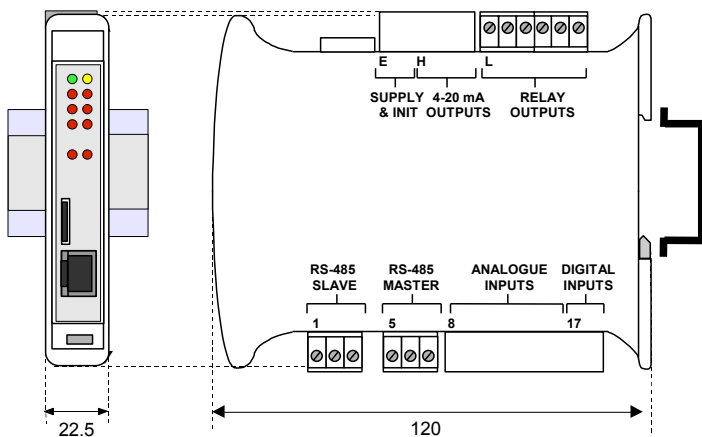 E H L
SUPPLY 4-20 mA RELAY
& INIT OUTPUTS OUTPUTS
RS-485 RS-485 ANALOGUE DIGITAL
SLAVE MASTER INPUTS INPUTS
1 5 8 17
22.5 120